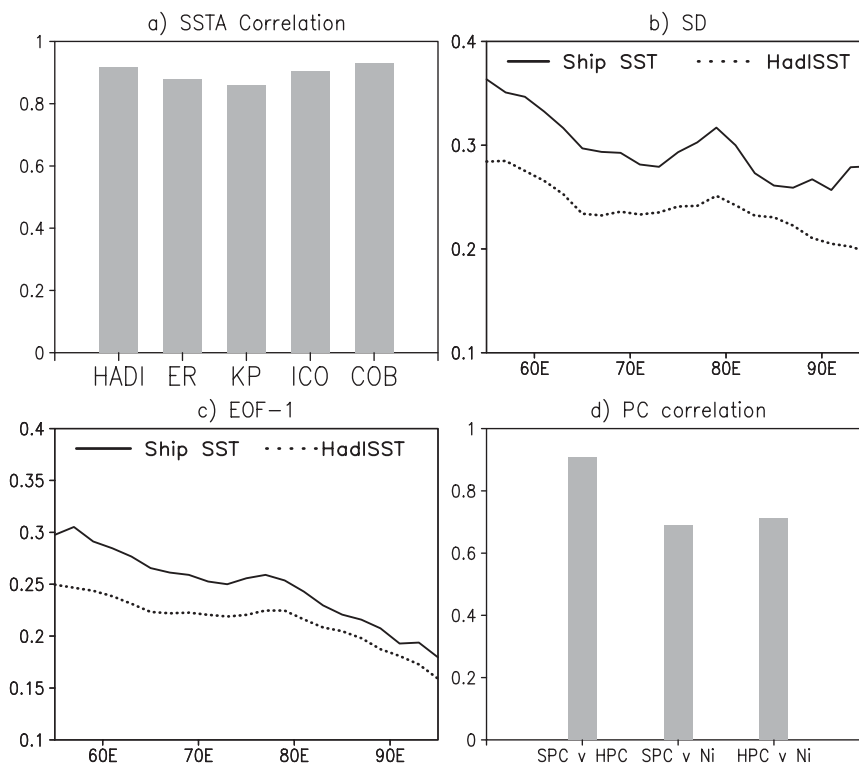 a) SSTA Correlation
1
0.8
0.6
0.4
0.2
0
HADI ER KP ICO COB
b) SD
0.4
Ship SST HadISST
0.3
0.2
0.1
60E 70E 80E 90E
c) EOF-1
0.4
Ship SST HadISST
0.35
0.3
0.25
0.2
0.15
0.1
60E 70E 80E 90E
d) PC correlation
1
0.8
0.6
0.4
0.2
0
SPC v HPC SPC v Ni HPC v Ni